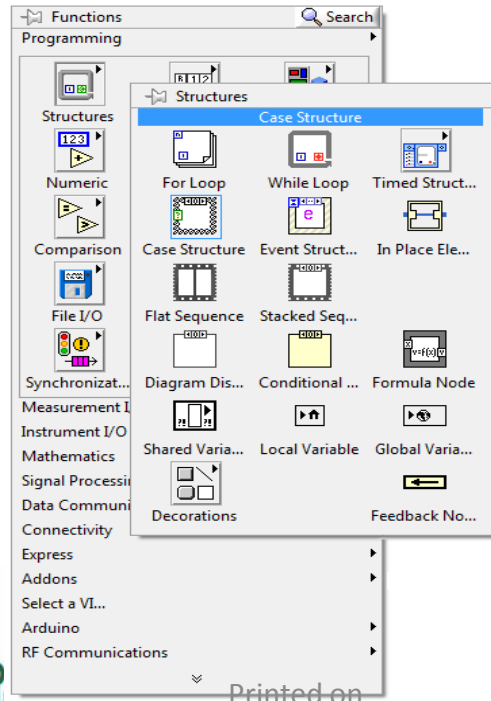 Functions
Search
Programming
Structures
Numeric
Comparison
File I/O
Synchronizat...
Structures
Case Structure
For Loop
While Loop
Timed Struct...
Case Structure
Event Struct...
In Place Ele...
Flat Sequence
Stacked Seq...
Diagram Dis...
Conditional ...
Formula Node
Shared Varia...
Local Variable
Global Varia...
Decorations
Feedback No...
Measurement I
Instrument I/O
Mathematics
Signal Processi
Data Communi
Connectivity
Express
Addons
Select a VI...
Arduino
RF Communications
Printed on